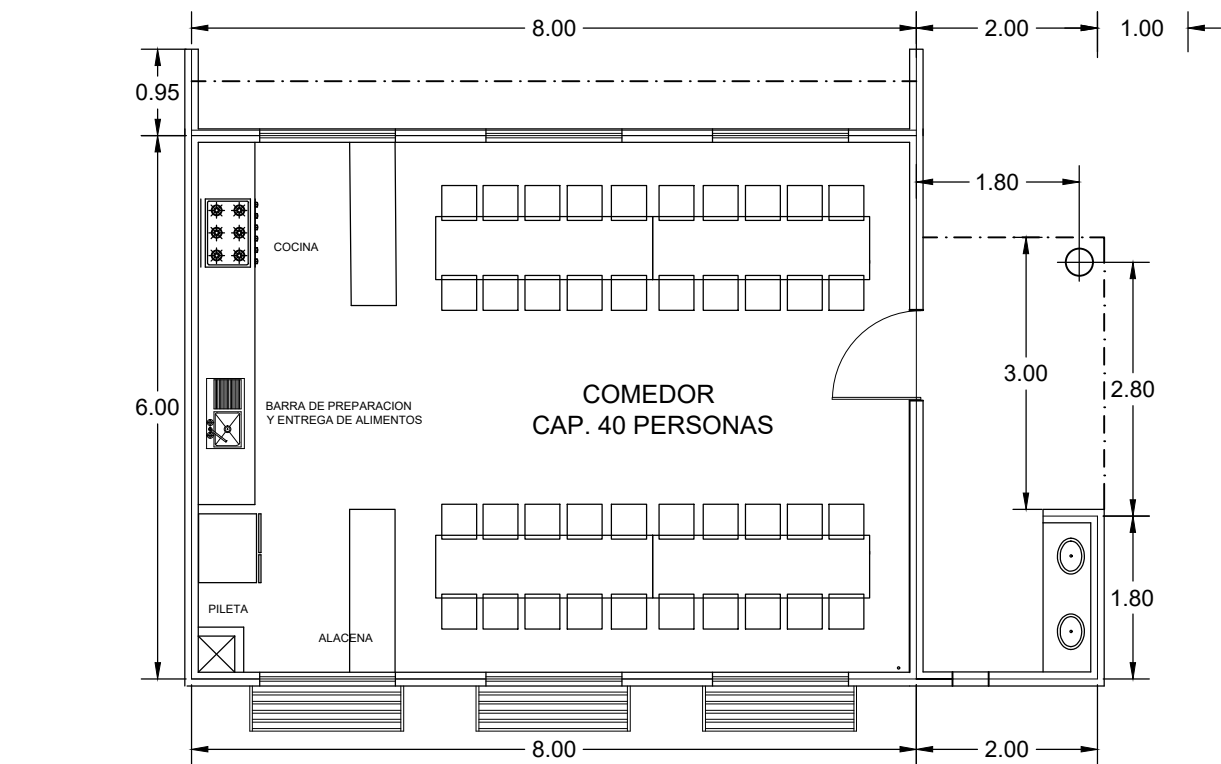 8.00
2.00
1.00
0.95
1.80
COCINA
3.00
2.80
6.00
COMEDOR
CAP. 40 PERSONAS
BARRA DE PREPARACION
Y ENTREGA DE ALIMENTOS
1.80
PILETA
ALACENA
8.00
2.00